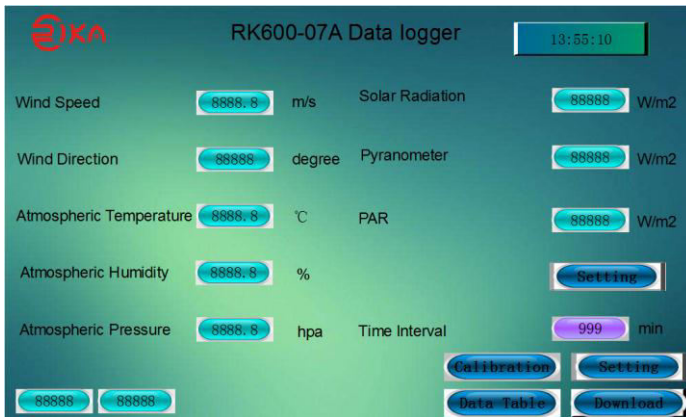 RIKA RK600-07A Data logger 13:55:10
Wind Speed 8888.8 m/s Solar Radiation 88888 W/m2
Wind Direction 88888 degree Pyranometer 88888 W/m2
Atmospheric Temperature 8888.8 ℃ PAR 88888 W/m2
Atmospheric Humidity 8888.8 % Setting
Atmospheric Pressure 8888.8 hpa Time Interval 999 min
Calibration Setting
88888 88888 Data Table Download